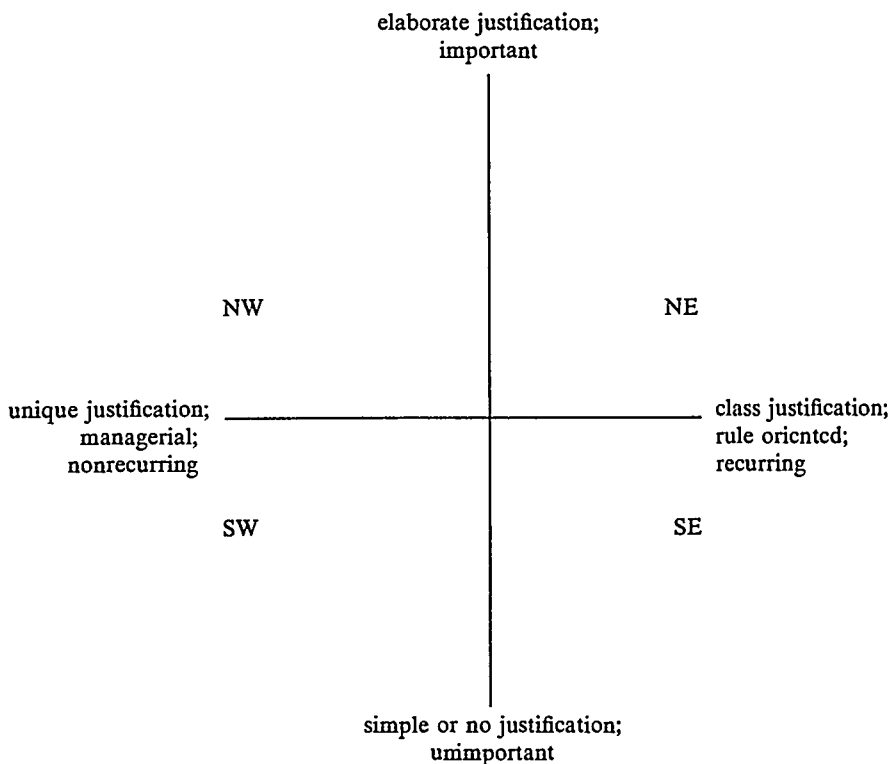 elaborate justification;
important
NW
NE
unique justification;
managerial;
nonrecurring
class justification;
rule oricntcd;
recurring
SW
SE
simple or no justification;
unimportant